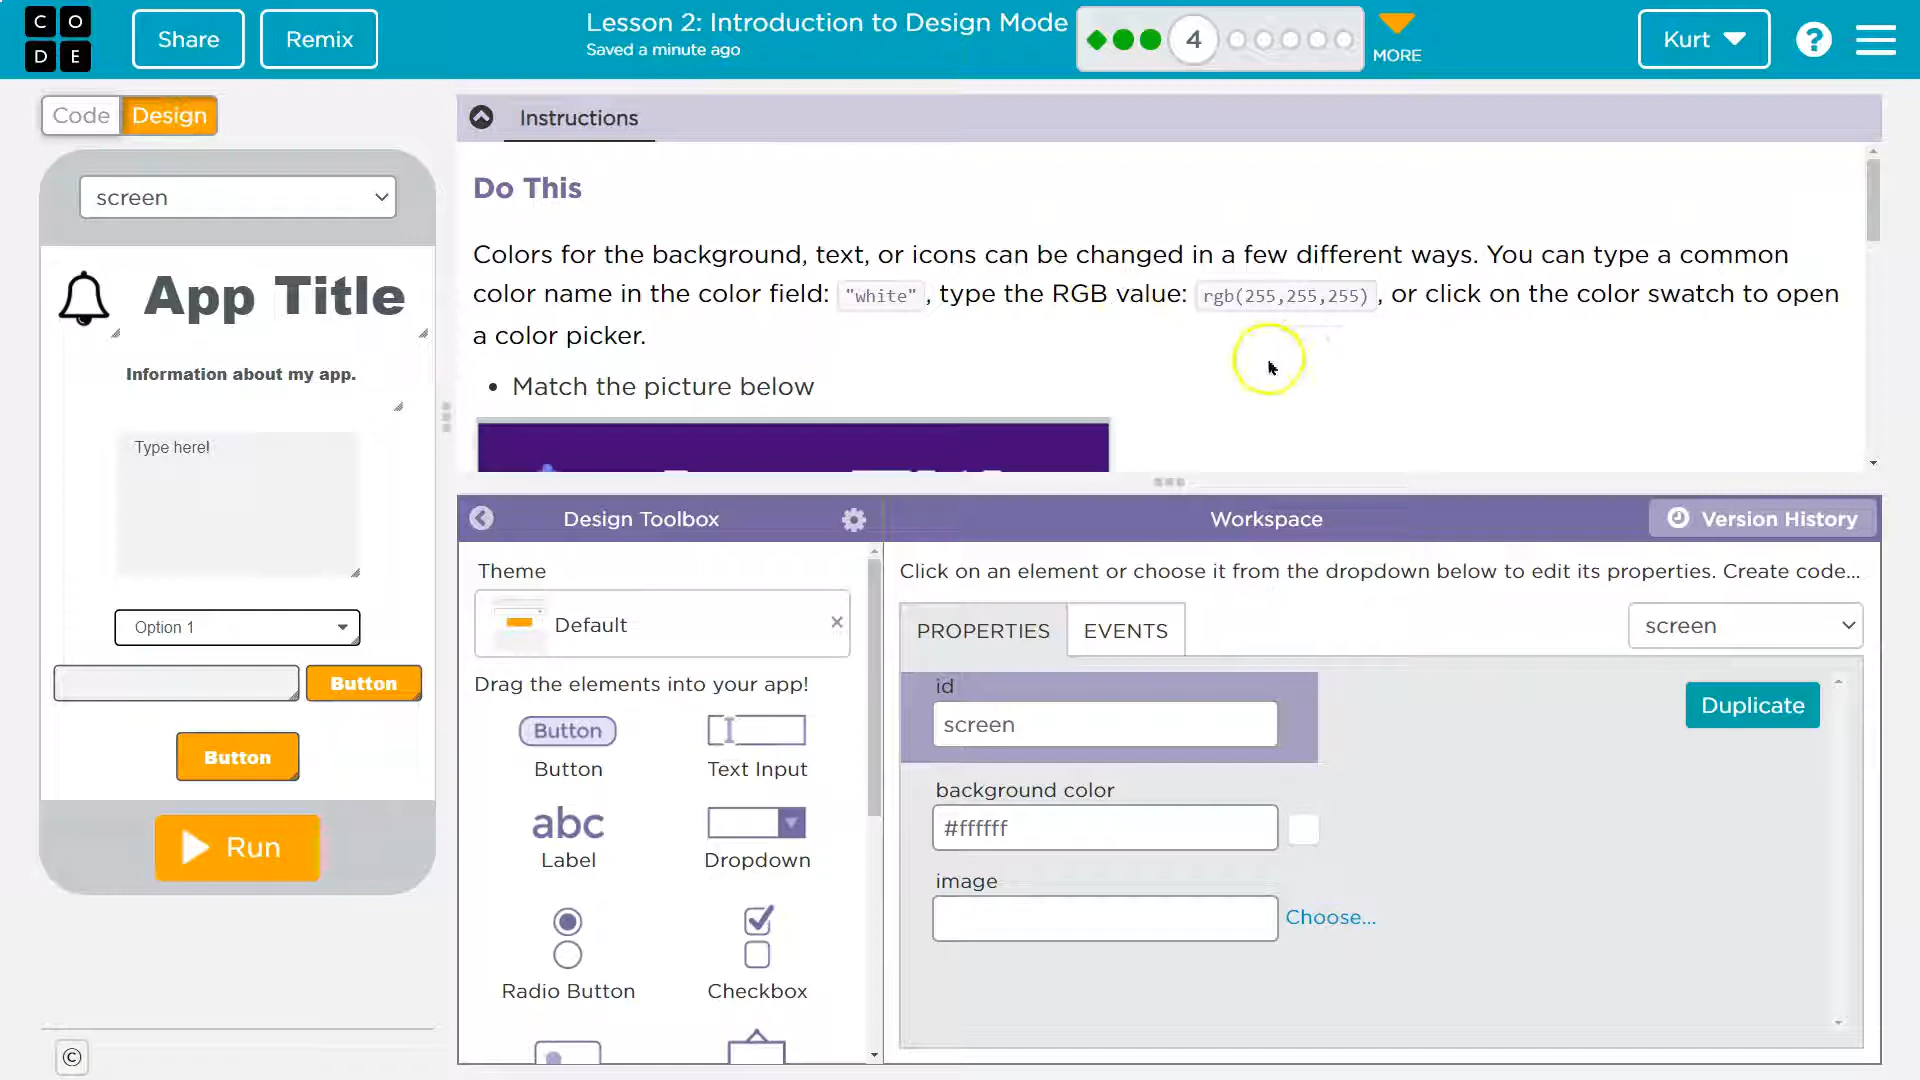 CODE
Share
Remix
Lesson 2: Introduction to Design Mode
Saved a minute ago
4
MORE
Kurt
?
Code
Design
screen
App Title
Information about my app.
Type here!
Option 1
Button
Button
Run
©
Instructions
Do This
Colors for the background, text, or icons can be changed in a few different ways. You can type a common
color name in the color field: "white" , type the RGB value: rgb(255,255,255) , or click on the color swatch to open
a color picker.
• Match the picture below
Design Toolbox
Workspace
Version History
Theme
Default
×
Drag the elements into your app!
Button
Button
Text Input
abc
Label
Dropdown
Radio Button
Checkbox
Click on an element or choose it from the dropdown below to edit its properties. Create code...
PROPERTIES
EVENTS
screen
id
screen
Duplicate
background color
#ffffff
image
Choose...